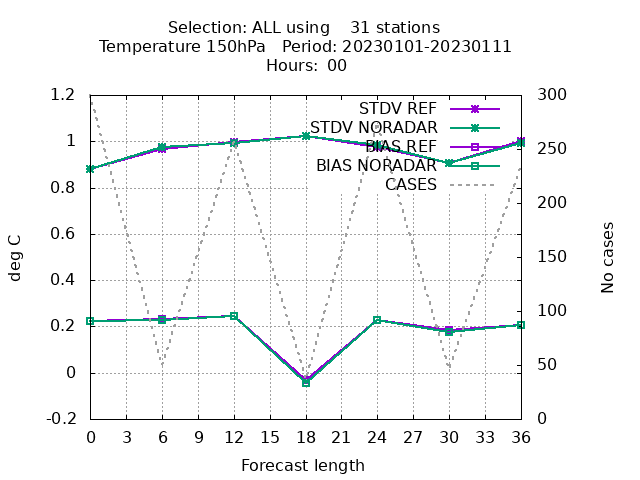 Selection: ALL using    31 stations
Temperature 150hPa   Period: 20230101-20230111
Hours:  00
STDV REF
STDV NORADAR
BIAS REF
BIAS NORADAR
CASES
1.2
1
0.8
0.6
0.4
0.2
0
-0.2
deg C
300
250
200
150
100
50
0
No cases
0 3 6 9 12 15 18 21 24 27 30 33 36
Forecast length